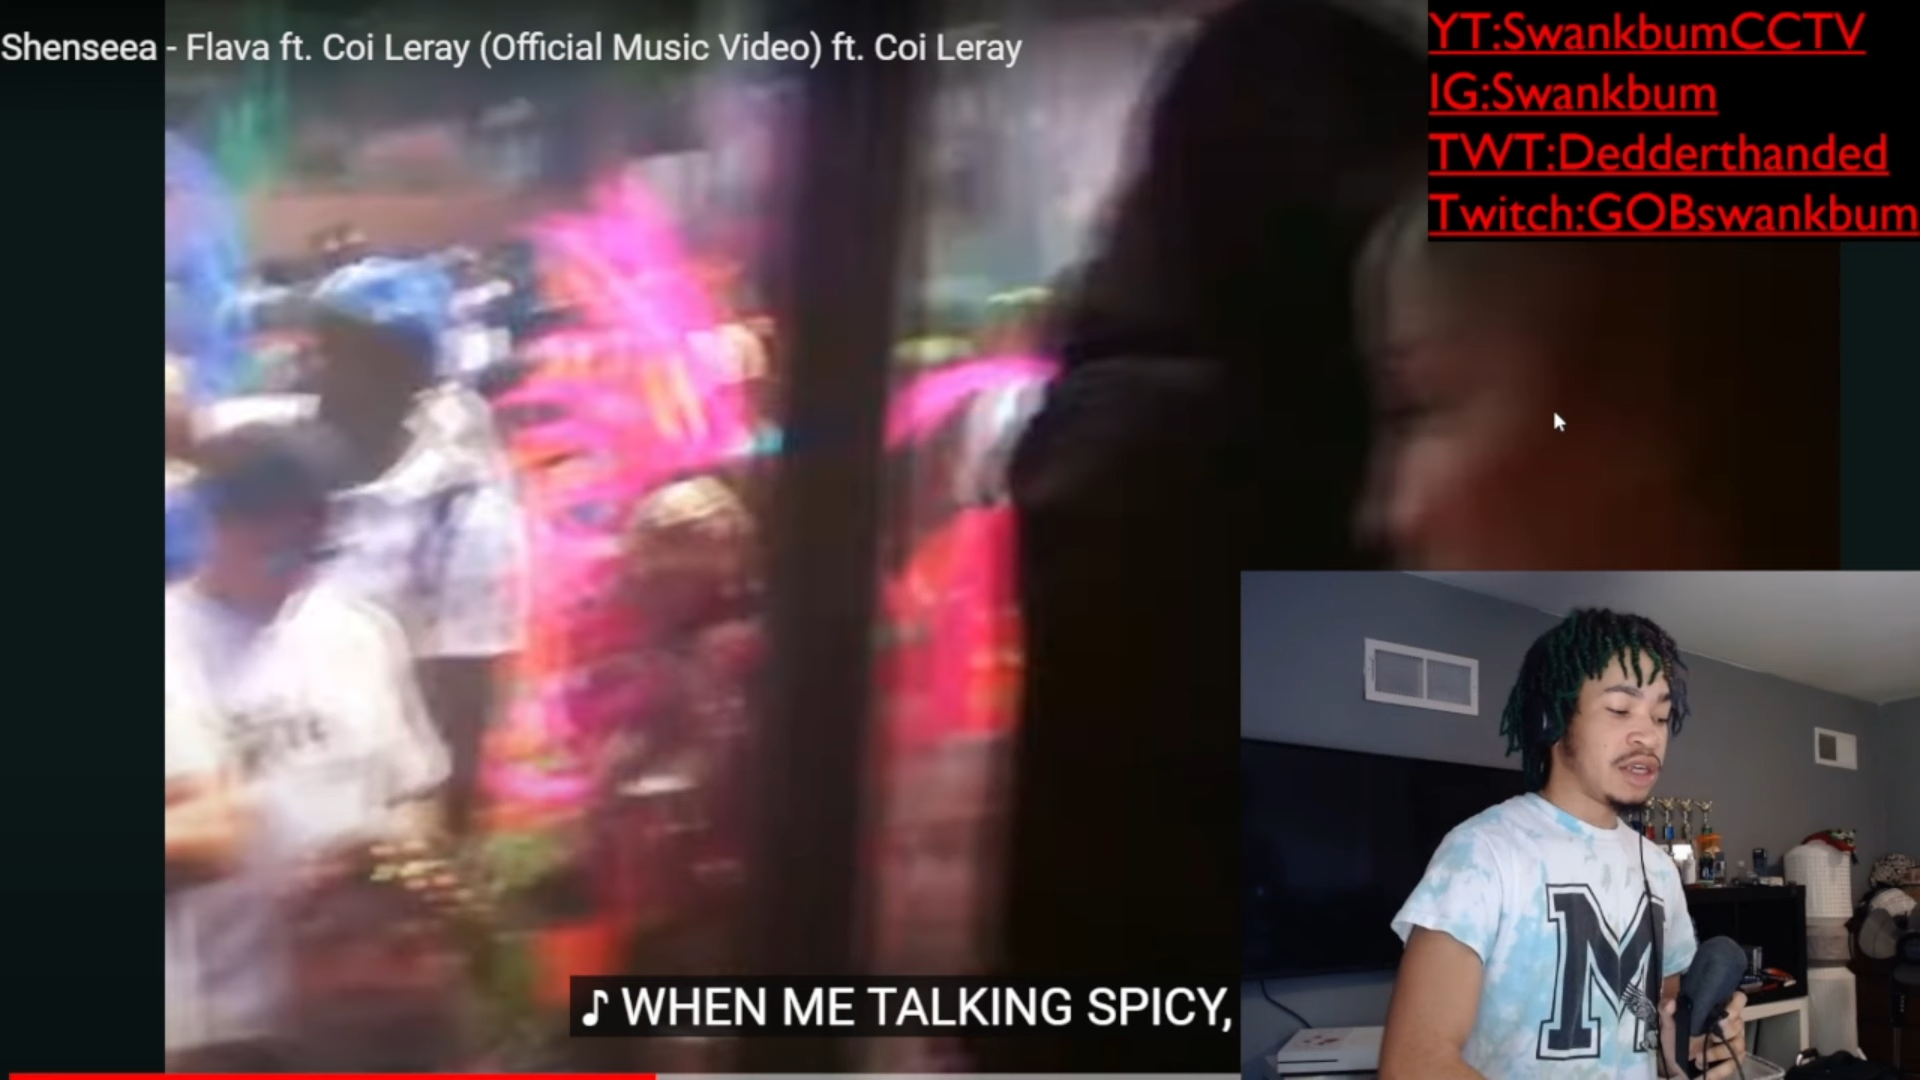 Shenseea - Flava ft. Coi Leray (Official Music Video) ft. Coi Leray
YT:SwankbumCCTV
IG:Swankbum
TWT:Dedderthanded
Twitch:GOBswankbum
♪ WHEN ME TALKING SPICY,
M